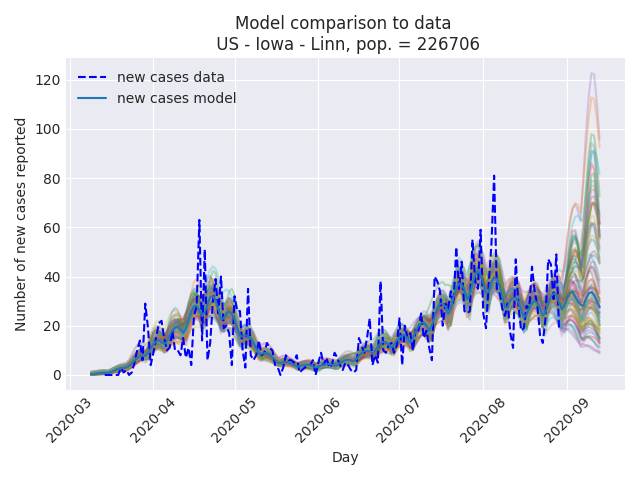 Model comparison to data
US - Iowa - Linn, pop. = 226706
new cases data
new cases model
Number of new cases reported
120
100
80
60
40
20
0
2020-03
2020-04
2020-05
2020-06
2020-07
2020-08
2020-09
Day